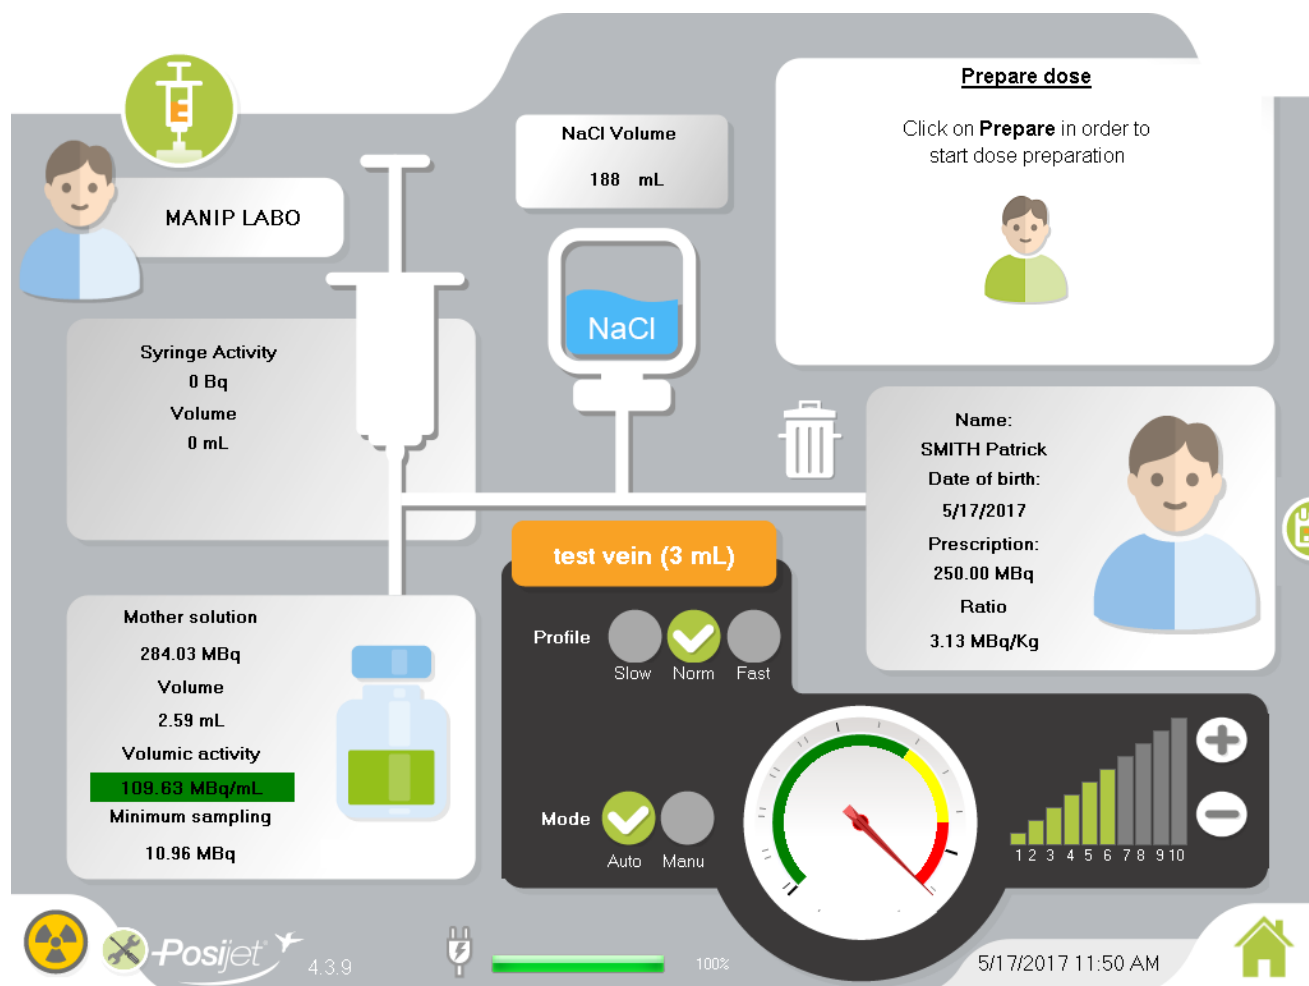 Prepare dose
Click on Prepare in order to
start dose preparation
NaCl Volume
188 mL
MANIP LABO
NaCl
Syringe Activity
0 Bq
Volume
0 mL
Name:
SMITH Patrick
Date of birth:
5/17/2017
Prescription:
250.00 MBq
Ratio
3.13 MBq/Kg
test vein (3 mL)
Profile
Slow Norm Fast
Mother solution
284.03 MBq
Volume
2.59 mL
Volumic activity
109.63 MBq/mL
Minimum sampling
10.96 MBq
Mode
Auto Manu
1 2 3 4 5 6 7 8 9 10
Posijet
4.3.9
100%
5/17/2017 11:50 AM